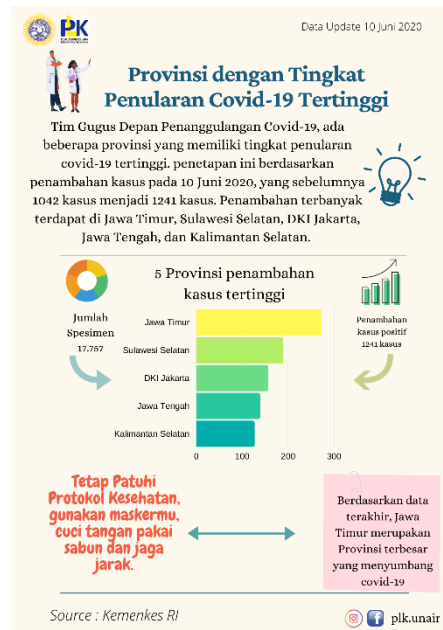 PLK
Data Update 10 Juni 2020
Provinsi dengan Tingkat
Penularan Covid-19 Tertinggi
Tim Gugus Depan Penanggulangan Covid-19, ada
beberapa provinsi yang memiliki tingkat penularan
covid-19 tertinggi. penetapan ini berdasarkan
penambahan kasus pada 10 Juni 2020, yang sebelumnya
1042 kasus menjadi 1241 kasus. Penambahan terbanyak
terdapat di Jawa Timur, Sulawesi Selatan, DKI Jakarta,
Jawa Tengah, dan Kalimantan Selatan.
5 Provinsi penambahan
kasus tertinggi
Jumlah
Spesimen
17.757
Jawa Timur
Sulawesi Selatan
DKI Jakarta
Jawa Tengah
Kalimantan Selatan
0 100 200 300
Penambahan
kasus positif
1241 kasus
Tetap Patuhi
Protokol Kesehatan,
gunakan maskermu,
cuci tangan pakai
sabun dan jaga
jarak.
Berdasarkan data
terakhir, Jawa
Timur merupakan
Provinsi terbesar
yang menyumbang
covid-19
Source : Kemenkes RI
plk.unair